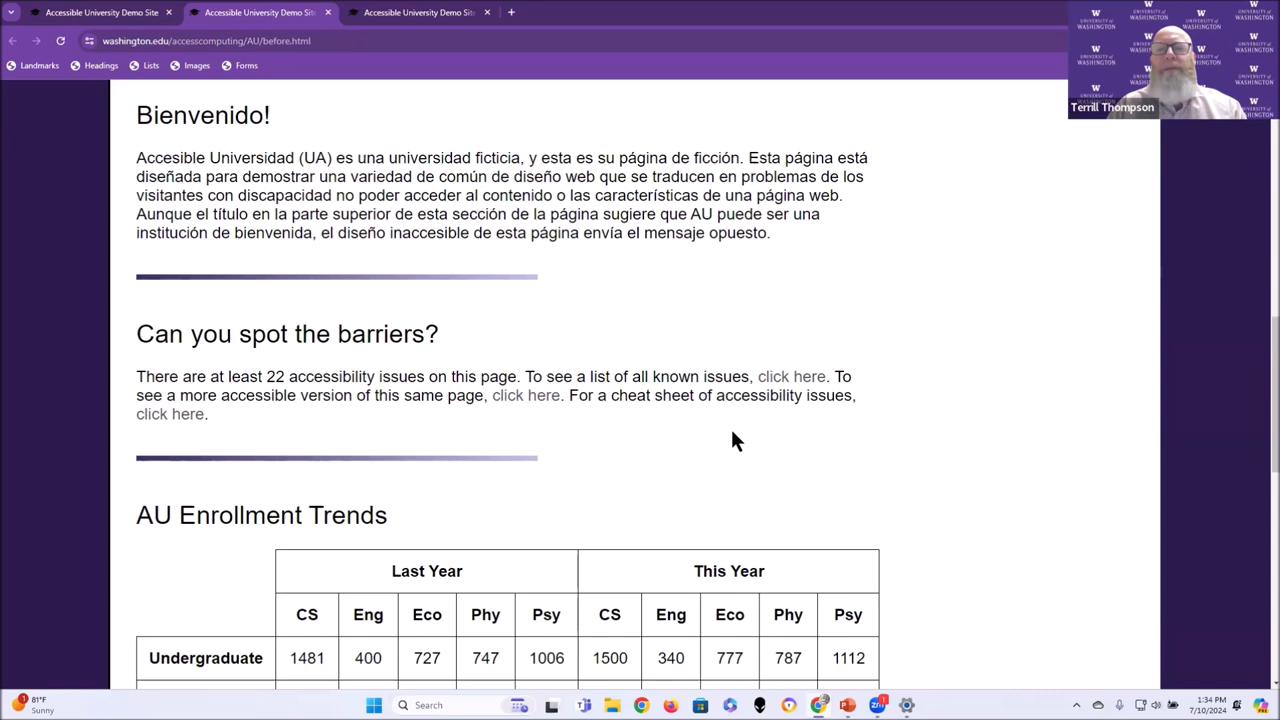 Accessible University Demo Site
Accessible University Demo Site
Accessible University Demo Site
washington.edu/accesscomputing/AU/before.html
Landmarks
Headings
Lists
Images
Forms
UNIVERSITY of WASHINGTON
Terrill Thompson
Bienvenido!
Accesible Universidad (UA) es una universidad ficticia, y esta es su página de ficción. Esta página está
diseñada para demostrar una variedad de común de diseño web que se traducen en problemas de los
visitantes con discapacidad no poder acceder al contenido o las características de una página web.
Aunque el título en la parte superior de esta sección de la página sugiere que AU puede ser una
institución de bienvenida, el diseño inaccesible de esta página envía el mensaje opuesto.
Can you spot the barriers?
There are at least 22 accessibility issues on this page. To see a list of all known issues, click here. To
see a more accessible version of this same page, click here. For a cheat sheet of accessibility issues,
click here.
AU Enrollment Trends
Last Year This Year
CS Eng Eco Phy Psy CS Eng Eco Phy Psy
Undergraduate 1481 400 727 747 1006 1500 340 777 787 1112
81°F
Sunny
Search
1:34 PM
7/10/2024